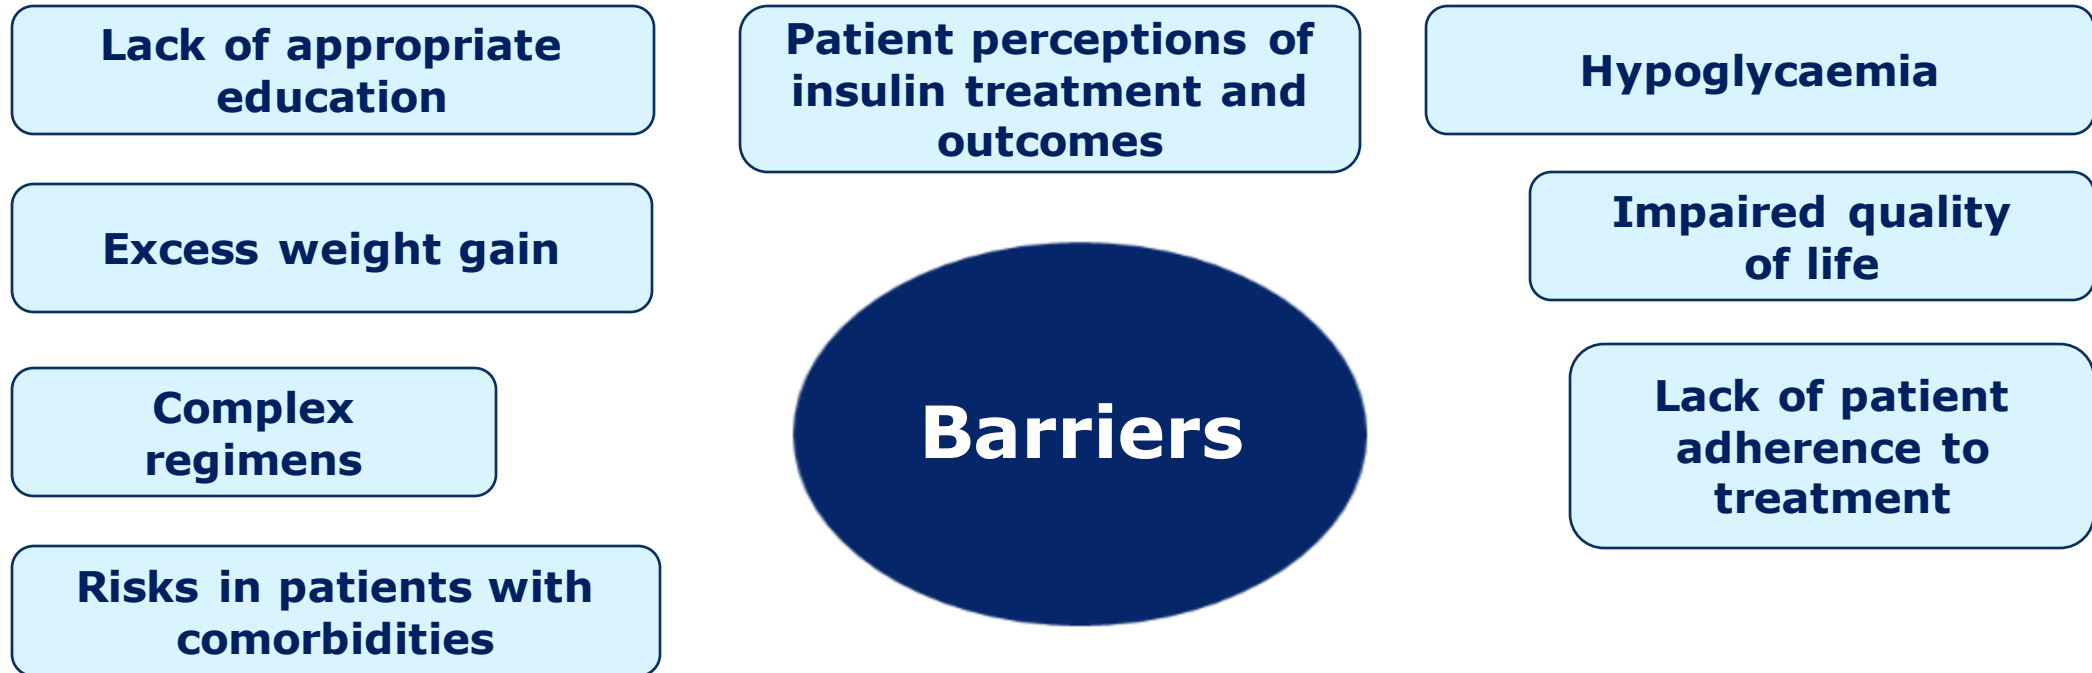 Lack of appropriate
education
Patient perceptions of
insulin treatment and
outcomes
Hypoglycaemia
Excess weight gain
Impaired quality
of life
Complex
regimens
Barriers
Lack of patient
adherence to
treatment
Risks in patients with
comorbidities